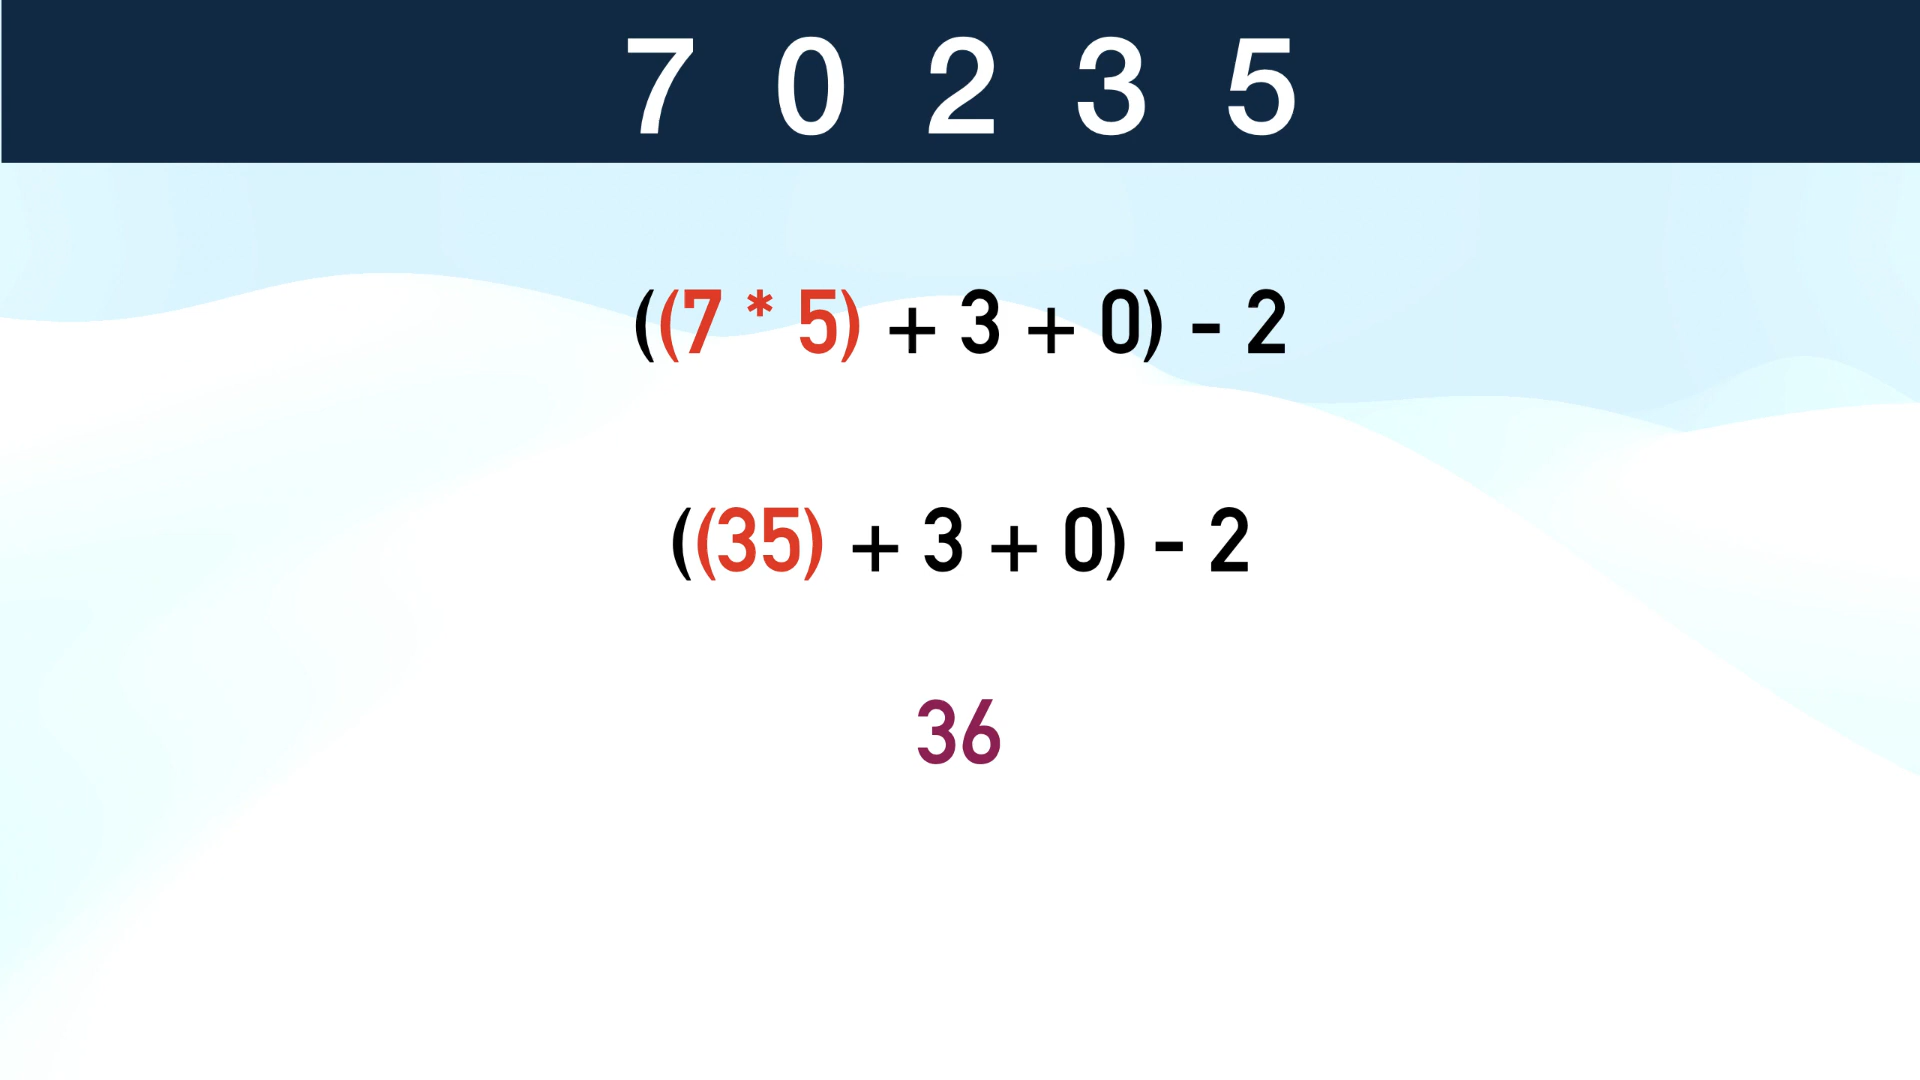 7 0 2 3 5
((7 * 5) + 3 + 0) - 2
((35) + 3 + 0) - 2
36